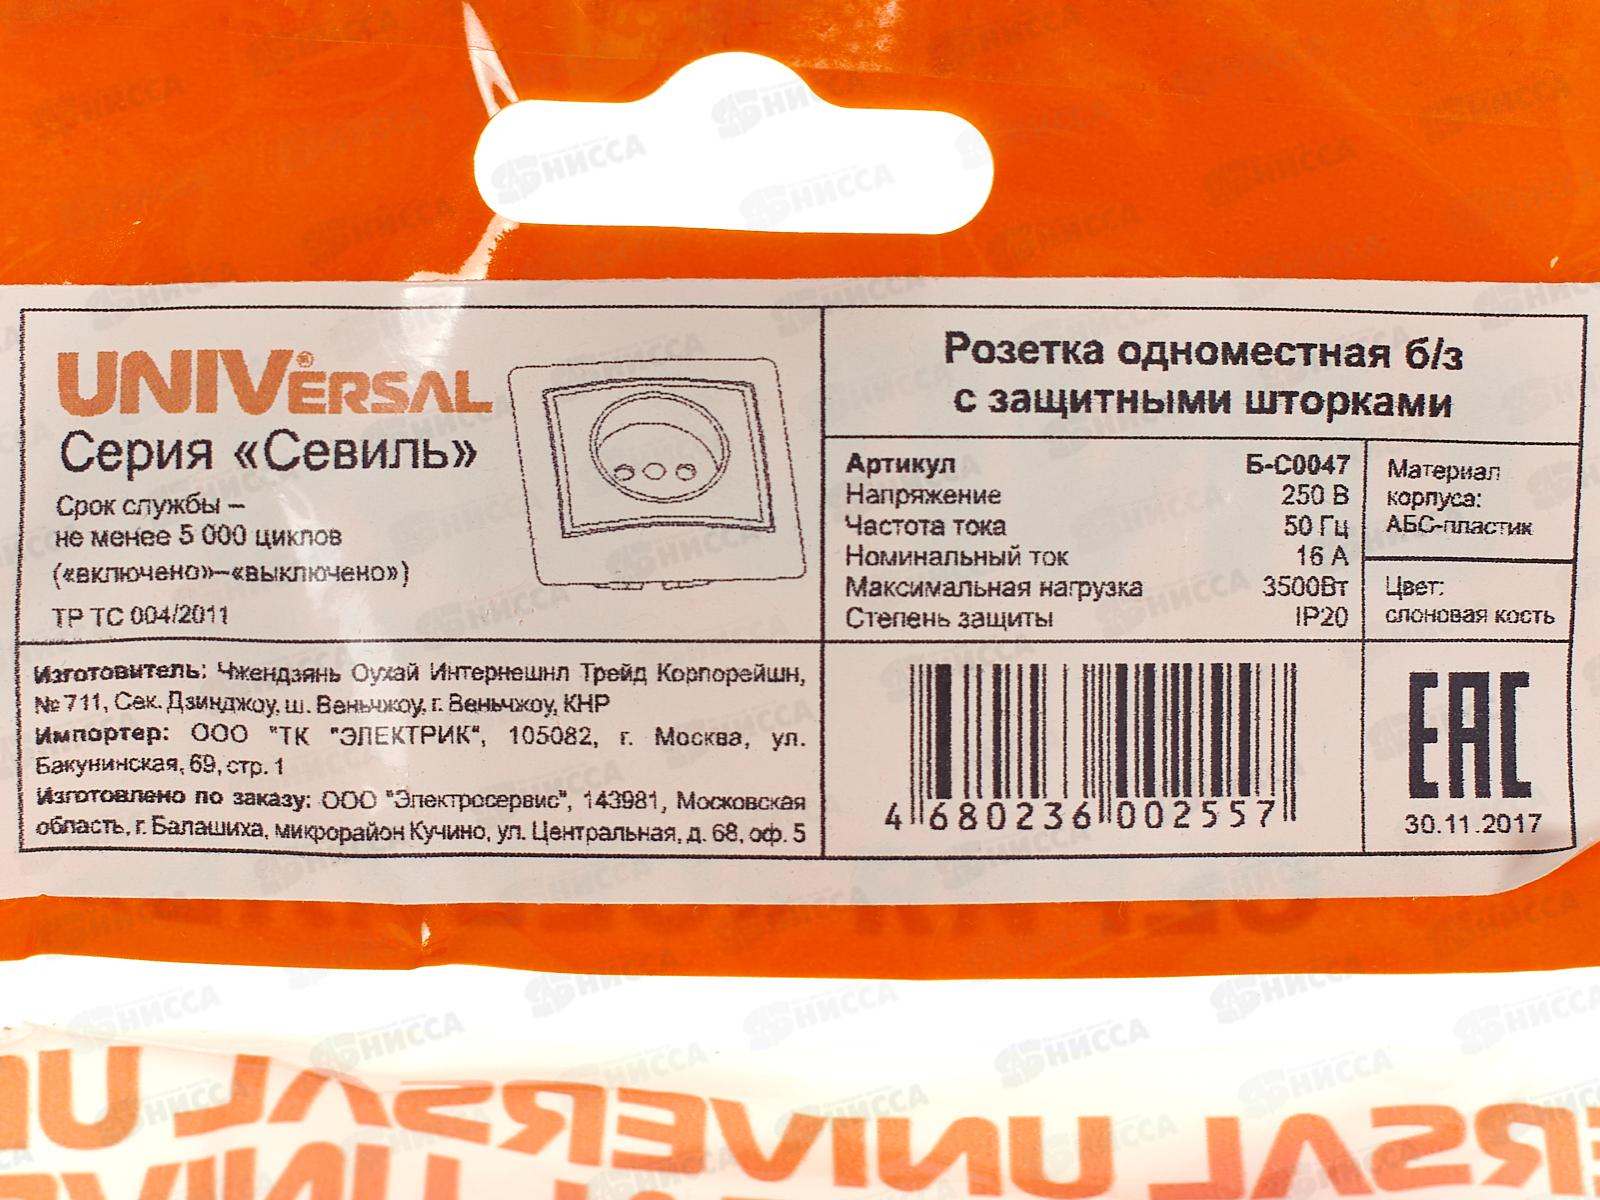 UNIVERSAL®
Серия «Севиль»
Срок службы –
не менее 5 000 циклов
(«включено»–«выключено»)
ТР ТС 004/2011
Розетка одноместная б/з
с защитными шторками
Артикул Б-С0047
Напряжение 250 В
Частота тока 50 Гц
Номинальный ток 16 А
Максимальная нагрузка 3500Вт
Степень защиты IP20
Материал
корпуса:
АБС-пластик
Цвет:
слоновая кость
Изготовитель: Чжендзянь Оухай Интернешнл Трейд Корпорейшн,
№ 711, Сек. Дзинджоу, ш. Веньчжоу, г. Веньчжоу, КНР
Импортер: ООО "ТК "ЭЛЕКТРИК", 105082, г. Москва, ул.
Бакунинская, 69, стр. 1
Изготовлено по заказу: ООО "Электросервис", 143981, Московская
область, г. Балашиха, микрорайон Кучино, ул. Центральная, д. 68, оф. 5
4 680236 002557
EAC
30.11.2017
НИССА
UNIVERSAL UNIVERSAL